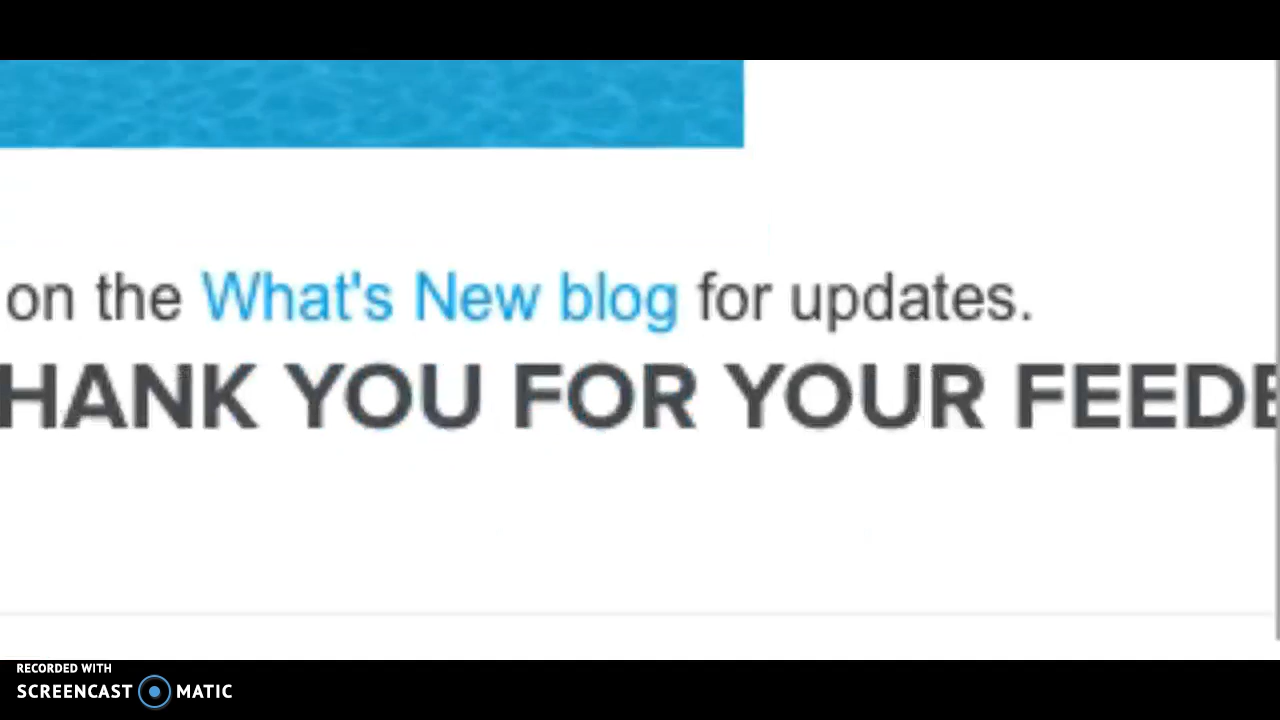 on the What's New blog for updates.
HANK YOU FOR YOUR FEED
RECORDED WITH
SCREENCAST MATIC